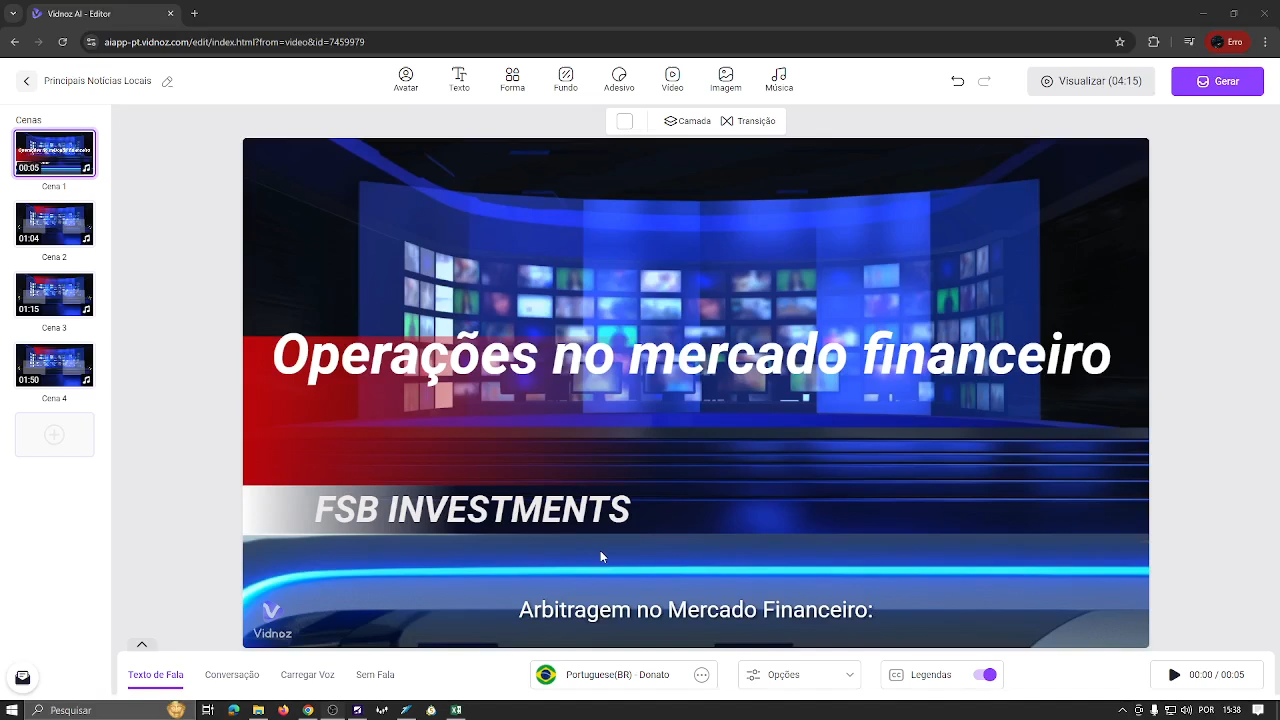 Vidnoz AI - Editor
aiapp-pt.vidnoz.com/edit/index.html?from=video&id=7459979
Erro
Principais Notícias Locais
Avatar
Texto
Forma
Fundo
Adesivo
Vídeo
Imagem
Música
Visualizar (04:15)
Gerar
Camada
Transição
Cenas
00:05
Cena 1
01:04
Cena 2
01:15
Cena 3
01:50
Cena 4
Operações no mercado financeiro
FSB INVESTMENTS
Arbitragem no Mercado Financeiro:
Vidnoz
Texto de Fala
Conversação
Carregar Voz
Sem Fala
Portuguese(BR) · Donato
Opções
CC Legendas
00:00 / 00:05
Pesquisar
POR
15:38